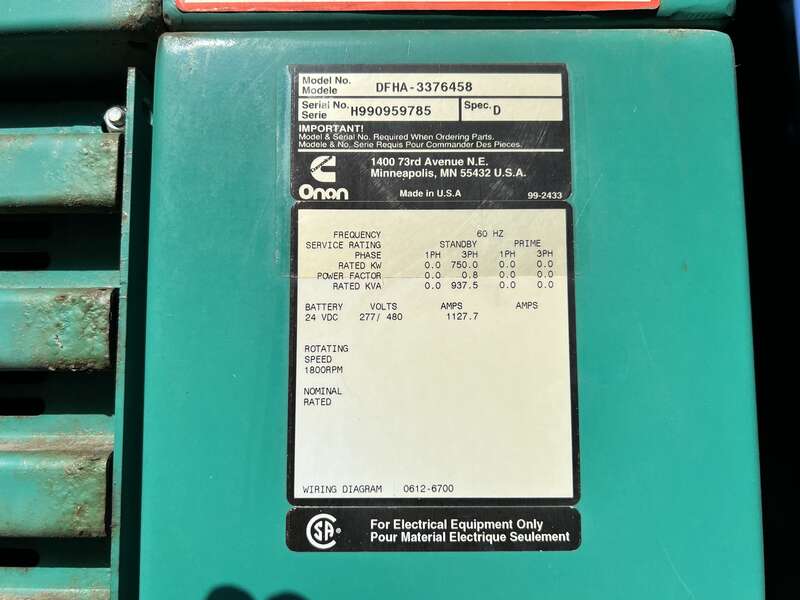 Model No. DFHA-3376458
Modele
Serial No. H990959785 Spec. D
Serie
IMPORTANT!
Model & Serial No. Required When Ordering Parts.
Modele & No. Serie Requis Pour Commander Des Pieces.
1400 73rd Avenue N.E.
Minneapolis, MN 55432 U.S.A.
Onan Made in U.S.A 99-2433
FREQUENCY 60 HZ
SERVICE RATING STANDBY PRIME
PHASE 1PH 3PH 1PH 3PH
RATED KW 0.0 750.0 0.0 0.0
POWER FACTOR 0.0 0.8 0.0 0.0
RATED KVA 0.0 937.5 0.0 0.0
BATTERY VOLTS AMPS AMPS
24 VDC 277/ 480 1127.7
ROTATING
SPEED
1800RPM
NOMINAL
RATED
WIRING DIAGRAM 0612-6700
CSA® For Electrical Equipment Only
Pour Material Electrique Seulement